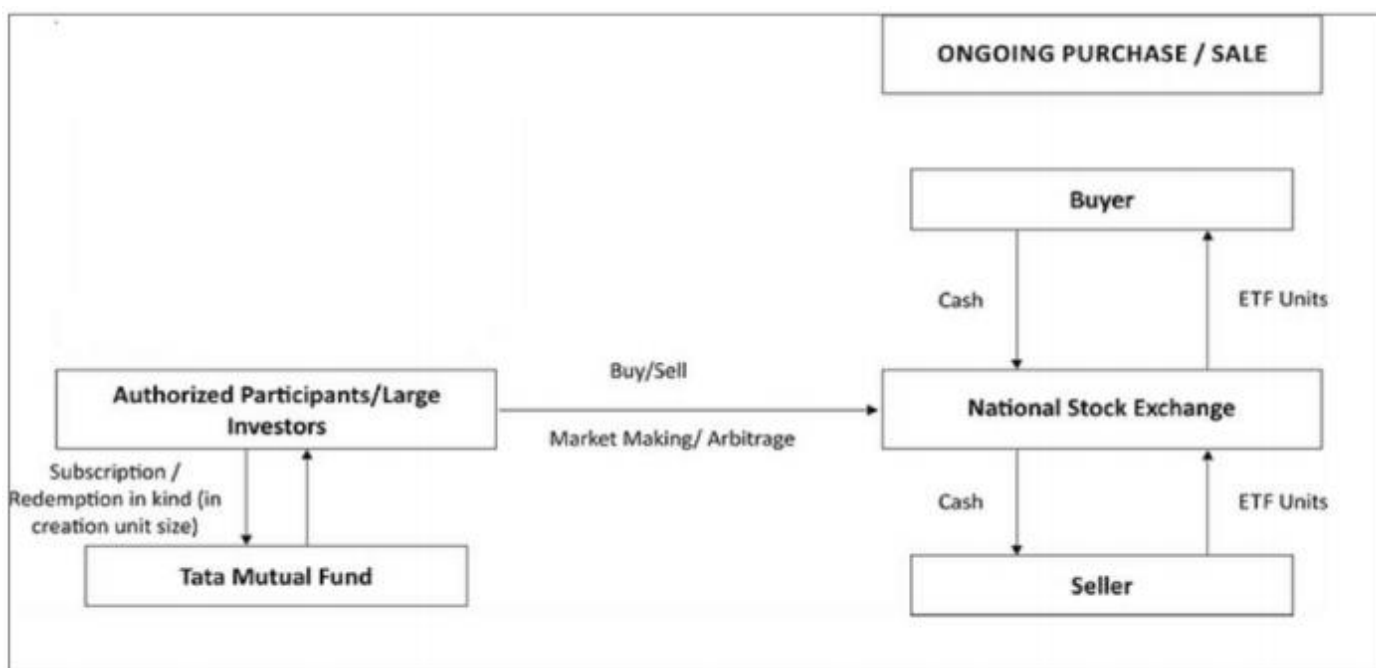 ONGOING PURCHASE / SALE
Buyer
Cash
ETF Units
Buy/Sell
Authorized Participants/Large
Investors
National Stock Exchange
Market Making/ Arbitrage
Subscription /
Redemption in kind (in
creation unit size)
Cash
ETF Units
Tata Mutual Fund
Seller